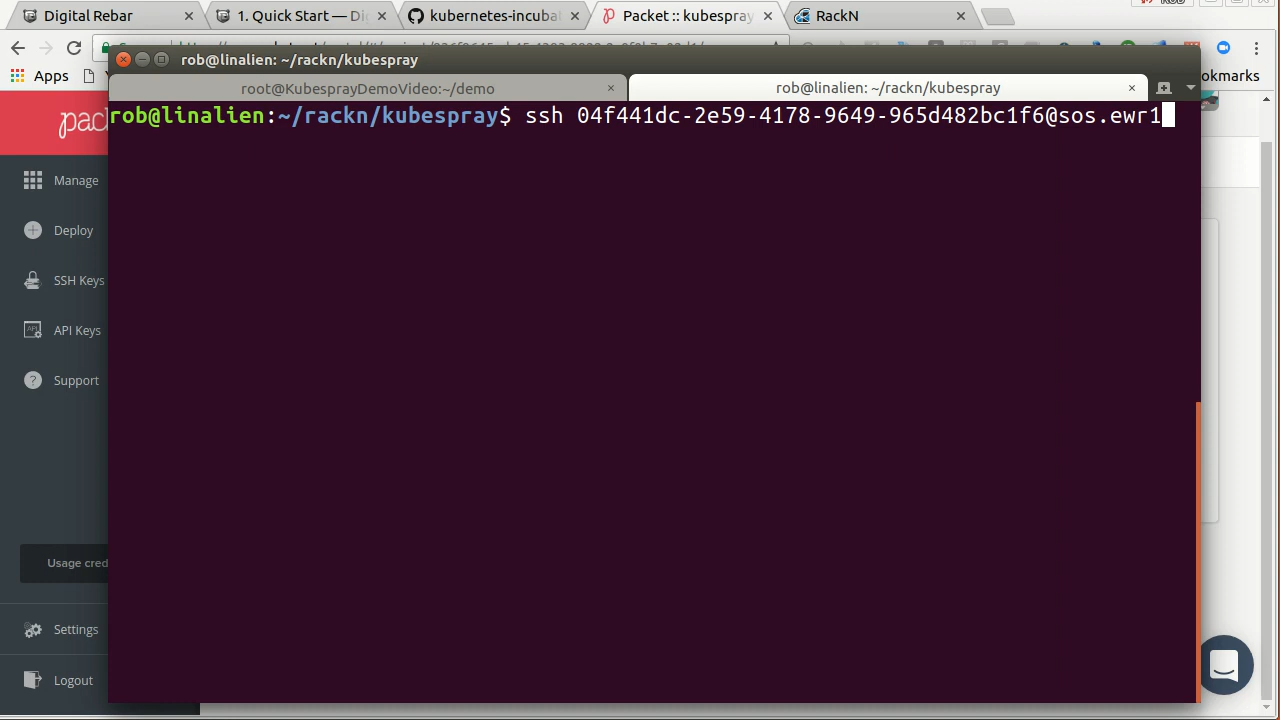 Digital Rebar
1. Quick Start — Di
kubernetes-incuba
Packet :: kubespray
RackN
Apps
okmarks
rob@linalien: ~/rackn/kubespray
root@KubesprayDemoVideo:~/demo
rob@linalien: ~/rackn/kubespray
rob@linalien:~/rackn/kubespray$ ssh 04f441dc-2e59-4178-9649-965d482bc1f6@sos.ewr1
pac
Manage
Deploy
SSH Keys
API Keys
Support
Usage cred
Settings
Logout